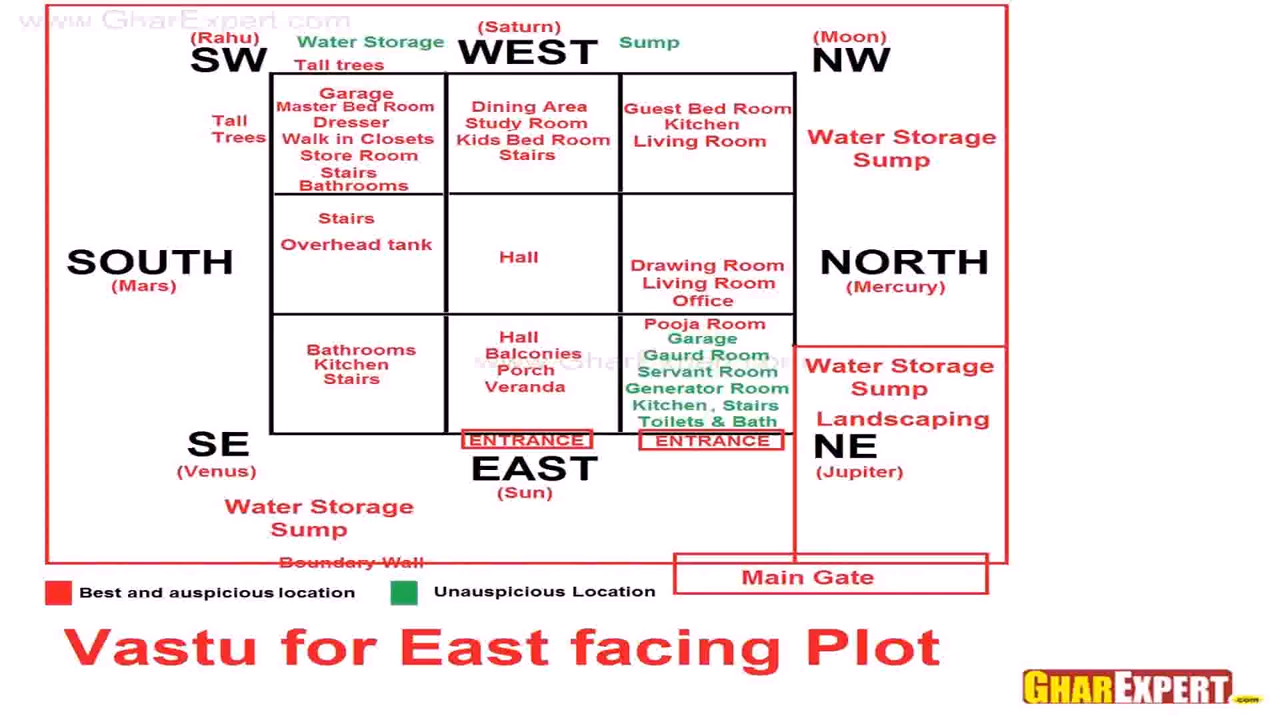 www.GharExpert.com
(Rahu)
SW
Water Storage
Tall trees
(Saturn)
WEST
Sump
(Moon)
NW
Tall
Trees
Garage
Master Bed Room
Dresser
Walk in Closets
Store Room
Stairs
Bathrooms
Dining Area
Study Room
Kids Bed Room
Stairs
Guest Bed Room
Kitchen
Living Room
Water Storage
Sump
SOUTH
(Mars)
Stairs
Overhead tank
Hall
Drawing Room
Living Room
Office
NORTH
(Mercury)
Bathrooms
Kitchen
Stairs
Hall
Balconies
Porch
Veranda
www.GharExpert.com
Pooja Room
Garage
Gaurd Room
Servant Room
Generator Room
Kitchen , Stairs
Toilets & Bath
Water Storage
Sump
Landscaping
SE
(Venus)
ENTRANCE
ENTRANCE
EAST
(Sun)
NE
(Jupiter)
Water Storage
Sump
Boundary Wall
Main Gate
Best and auspicious location
Unauspicious Location
Vastu for East facing Plot
GHAREXPERT.com